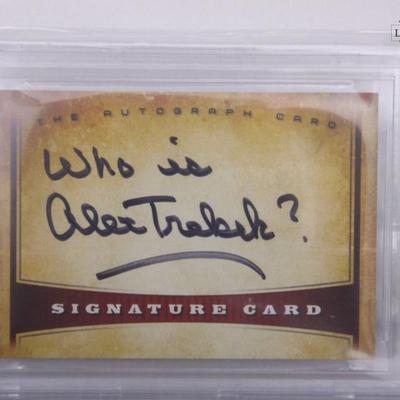 THE AUTOGRAPH CARD
Who is
Alex Trebek?
SIGNATURE CARD